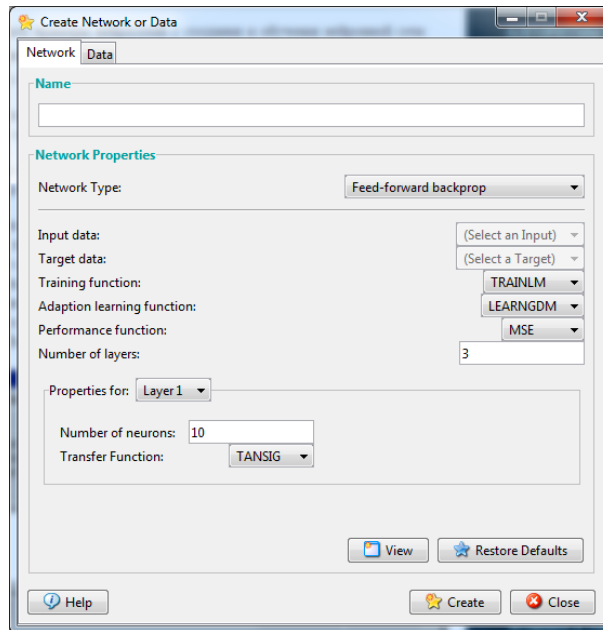 Create Network or Data
Network Data
Name
Network Properties
Network Type: Feed-forward backprop
Input data: (Select an Input)
Target data: (Select a Target)
Training function: TRAINLM
Adaption learning function: LEARNGDM
Performance function: MSE
Number of layers: 3
Properties for: Layer 1
Number of neurons: 10
Transfer Function: TANSIG
View Restore Defaults
Help Create Close